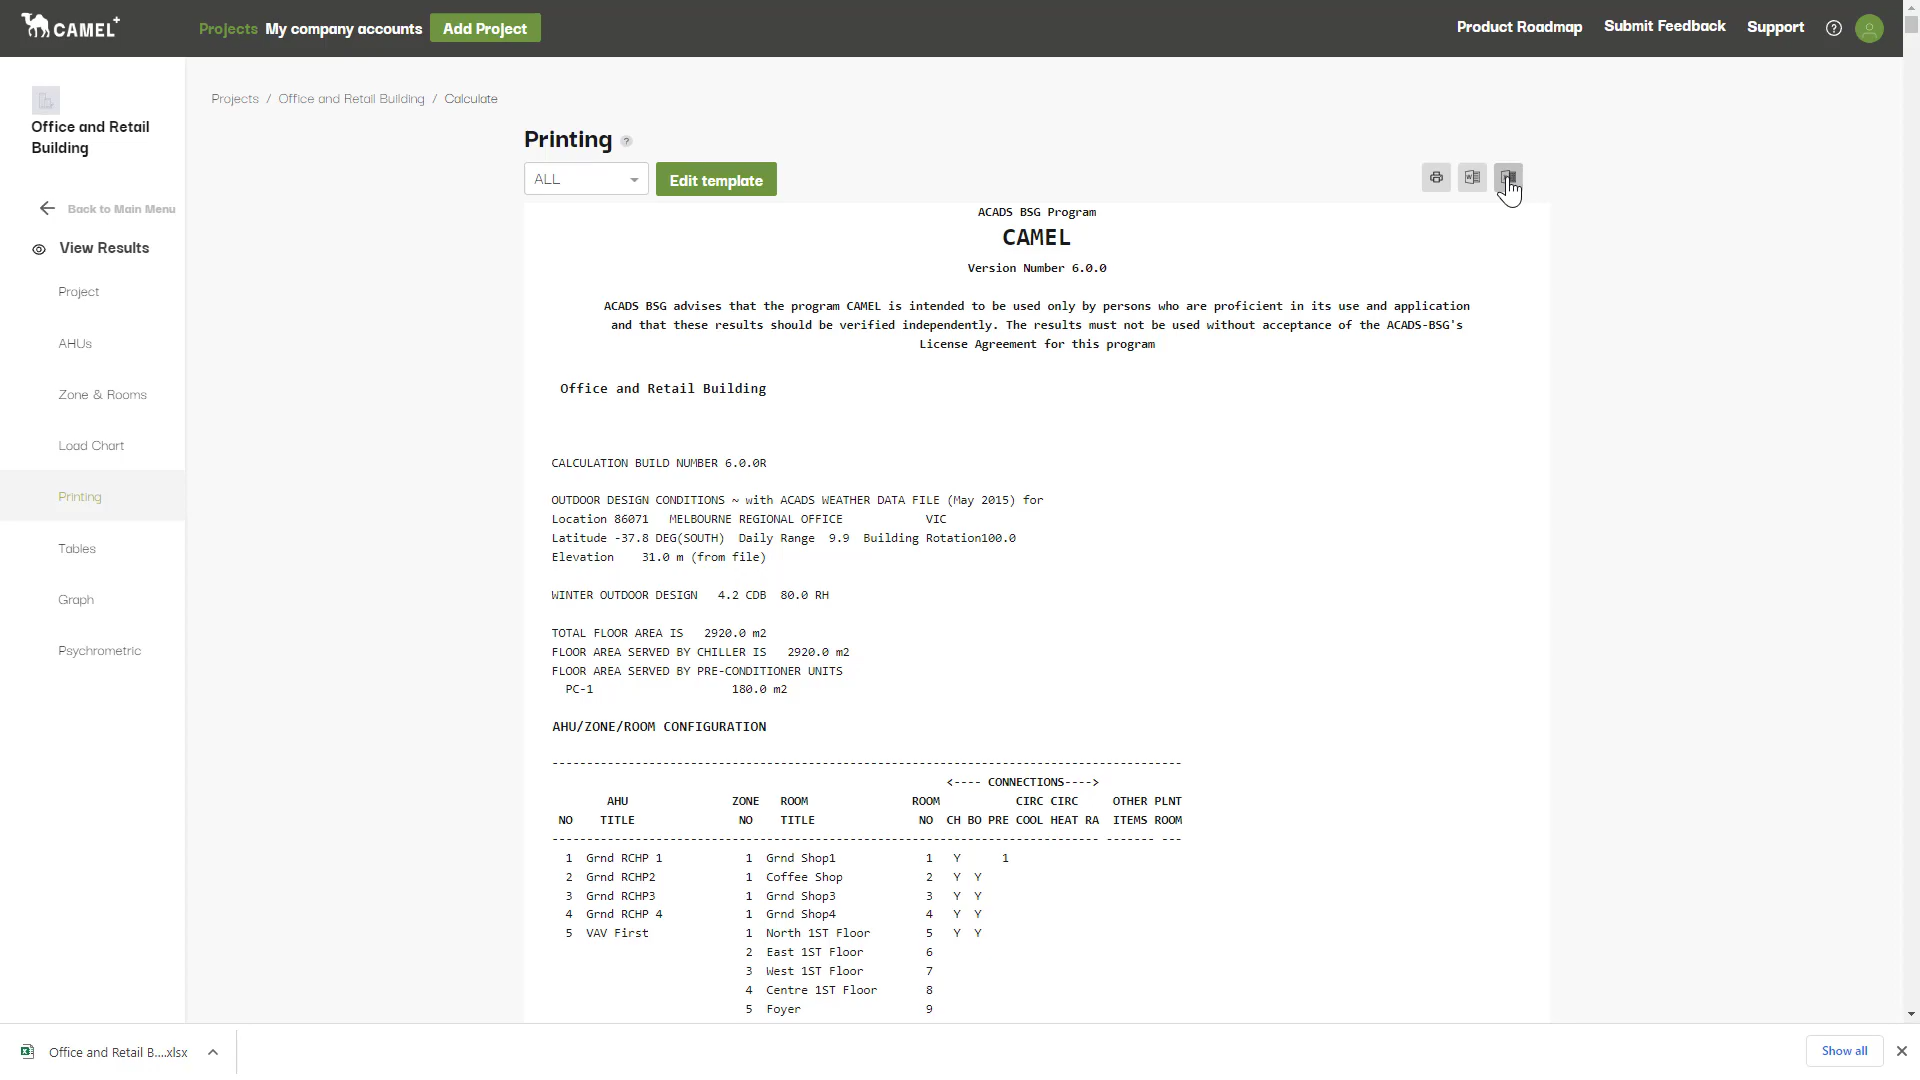 CAMEL+
Projects My company accounts Add Project
Product Roadmap Submit Feedback Support ?
Office and Retail
Building
Back to Main Menu
View Results
Project
AHUs
Zone & Rooms
Load Chart
Printing
Tables
Graph
Psychrometric
Projects / Office and Retail Building / Calculate
Printing ?
ALL
Edit template
ACADS BSG Program
CAMEL
Version Number 6.0.0
ACADS BSG advises that the program CAMEL is intended to be used only by persons who are proficient in its use and application
and that these results should be verified independently. The results must not be used without acceptance of the ACADS-BSG's
License Agreement for this program
Office and Retail Building
CALCULATION BUILD NUMBER 6.0.0R
OUTDOOR DESIGN CONDITIONS ~ with ACADS WEATHER DATA FILE (May 2015) for
Location 86071 MELBOURNE REGIONAL OFFICE VIC
Latitude -37.8 DEG(SOUTH) Daily Range 9.9 Building Rotation100.0
Elevation 31.0 m (from file)
WINTER OUTDOOR DESIGN 4.2 CDB 80.0 RH
TOTAL FLOOR AREA IS 2920.0 m2
FLOOR AREA SERVED BY CHILLER IS 2920.0 m2
FLOOR AREA SERVED BY PRE-CONDITIONER UNITS
PC-1 180.0 m2
AHU/ZONE/ROOM CONFIGURATION
<---- CONNECTIONS---->
AHU ZONE ROOM ROOM CIRC CIRC OTHER PLNT
NO TITLE NO TITLE NO CH BO PRE COOL HEAT RA ITEMS ROOM
1 Grnd RCHP 1 1 Grnd Shop1 1 Y 1
2 Grnd RCHP2 1 Coffee Shop 2 Y Y
3 Grnd RCHP3 1 Grnd Shop3 3 Y Y
4 Grnd RCHP 4 1 Grnd Shop4 4 Y Y
5 VAV First 1 North 1ST Floor 5 Y Y
2 East 1ST Floor 6
3 West 1ST Floor 7
4 Centre 1ST Floor 8
5 Foyer 9
Office and Retail B....xlsx
Show all